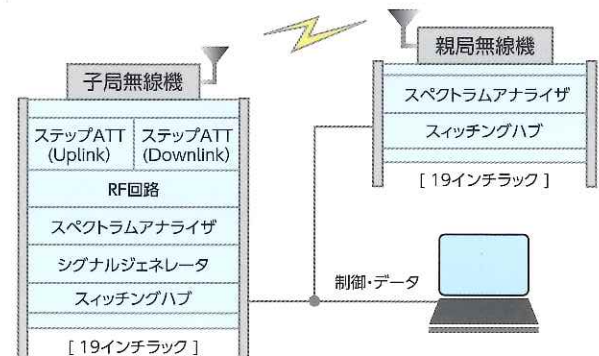 子局無線機
ステップATT
(Uplink)
ステップATT
(Downlink)
RF回路
スペクトラムアナライザ
シグナルジェネレータ
スィッチングハブ
[ 19インチラック ]
親局無線機
スペクトラムアナライザ
スィッチングハブ
[ 19インチラック ]
制御・データ